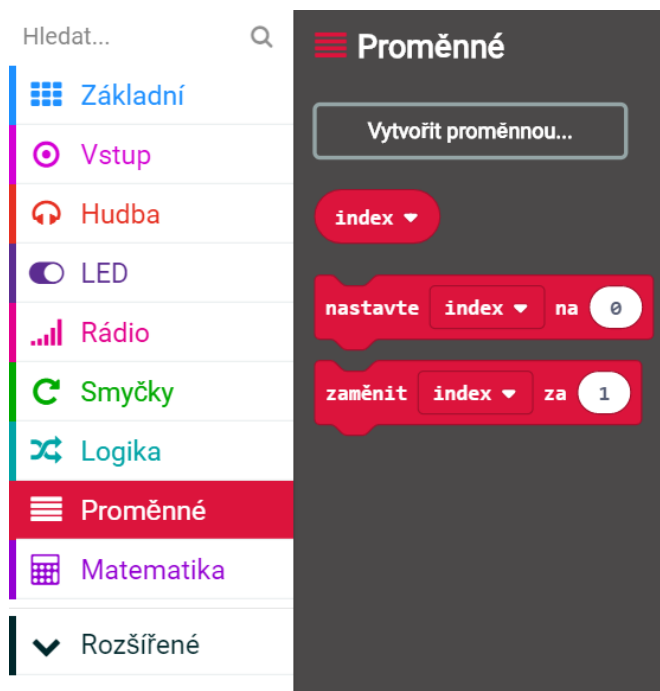 Hledat...
Základní
Vstup
Hudba
LED
Rádio
Smyčky
Logika
Proměnné
Matematika
Rozšířené
Proměnné
Vytvořit proměnnou...
index
nastavte index na 0
zaměnit index za 1